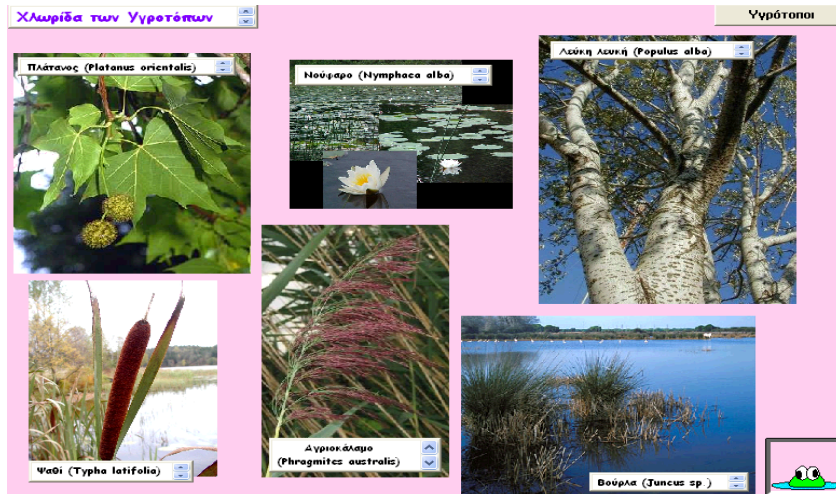 Χλωρίδα των Υγροτόπων
Υγρότοποι
Πλάτανος (Platanus orientalis)
Νούφαρο (Nymphaea alba)
Λεύκη λευκή (Populus alba)
Αγριοκάλαμο
(Phragmites australis)
Ψαθί (Typha latifolia)
Βούρλα (Juncus sp.)